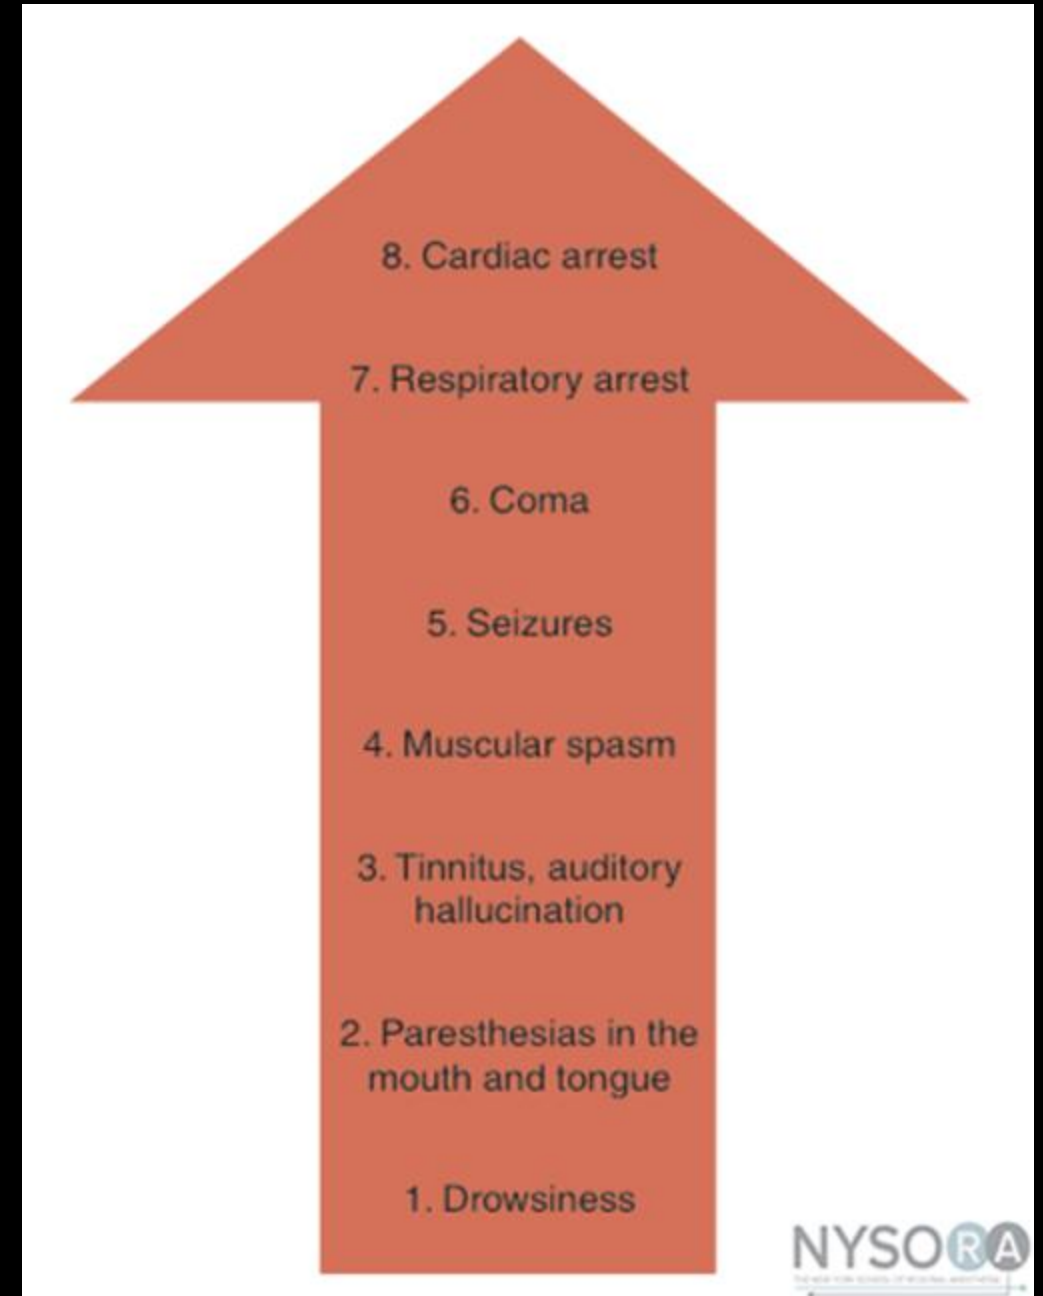 8. Cardiac arrest
7. Respiratory arrest
6. Coma
5. Seizures
4. Muscular spasm
3. Tinnitus, auditory
hallucination
2. Paresthesias in the
mouth and tongue
1. Drowsiness
NYSORA